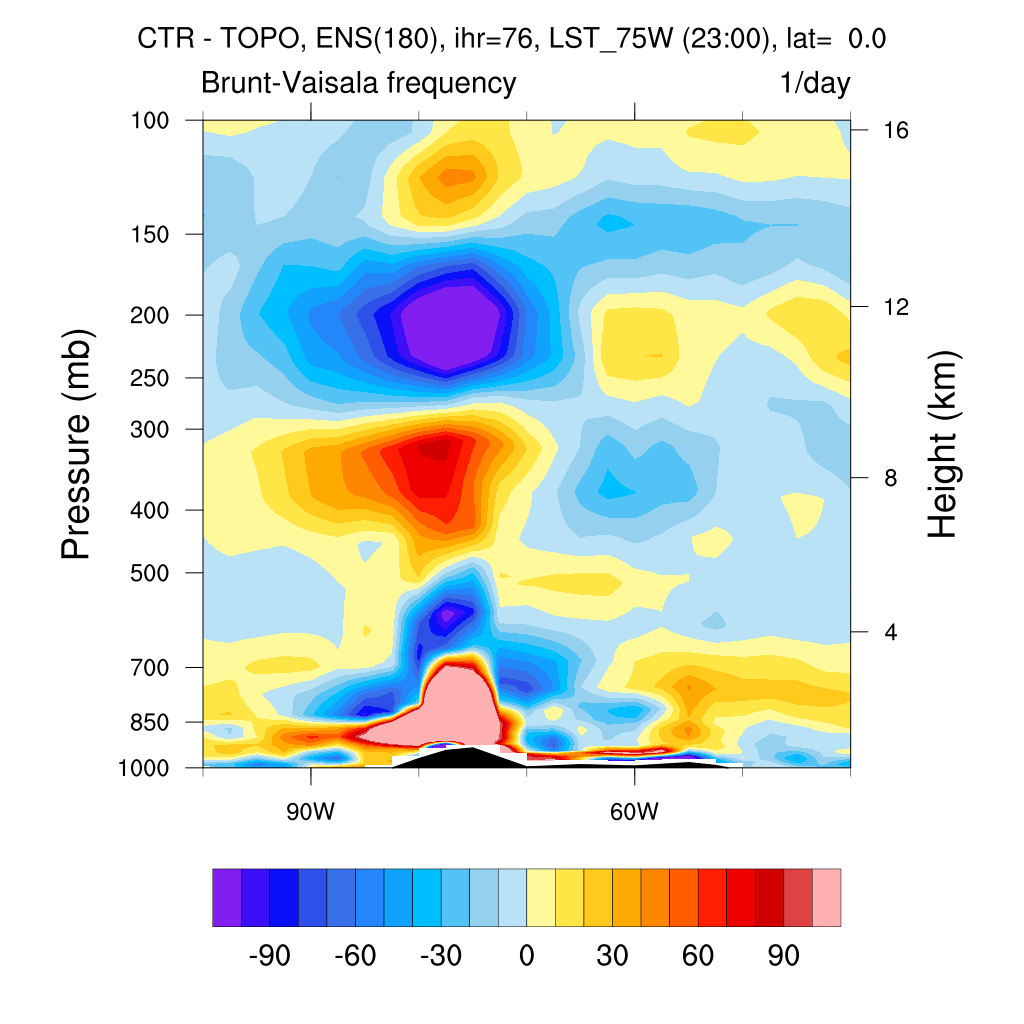 CTR - TOPO, ENS(180), ihr=76, LST_75W (23:00), lat=  0.0
Brunt-Vaisala frequency 1/day
100
150
200
250
300
400
500
700
850
1000
Pressure (mb)
16
12
8
4
Height (km)
90W 60W
-90 -60 -30 0 30 60 90